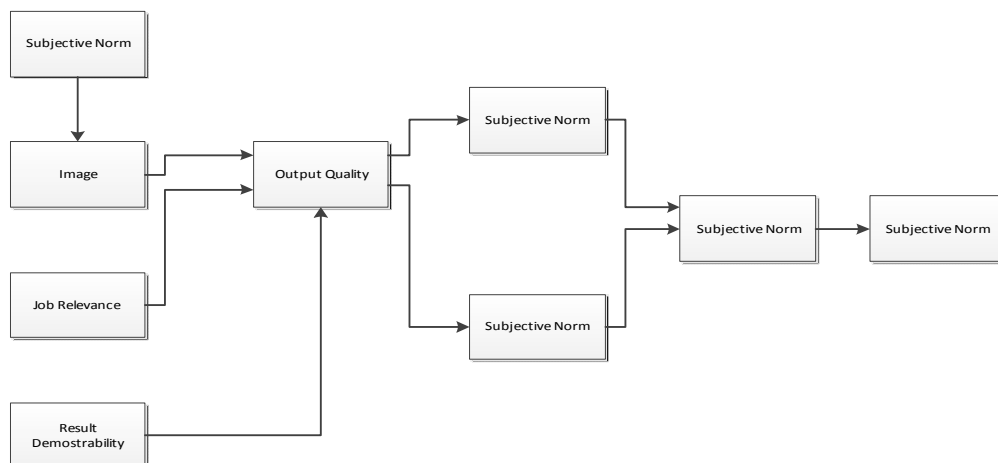 Subjective Norm
Image
Job Relevance
Result
Demostrability
Output Quality
Subjective Norm
Subjective Norm
Subjective Norm
Subjective Norm